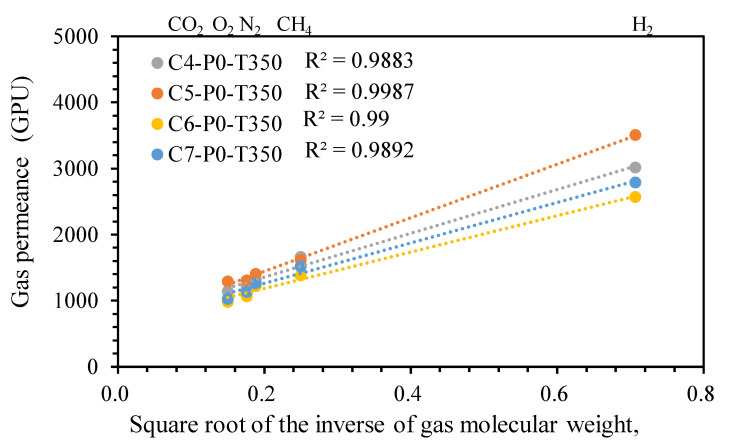 CO₂ O₂ N₂ CH₄ H₂
5000
C4-P0-T350 R² = 0.9883
C5-P0-T350 R² = 0.9987
C6-P0-T350 R² = 0.99
C7-P0-T350 R² = 0.9892
4000
3000
2000
1000
0
Gas permeance (GPU)
0.0 0.2 0.4 0.6 0.8
Square root of the inverse of gas molecular weight,